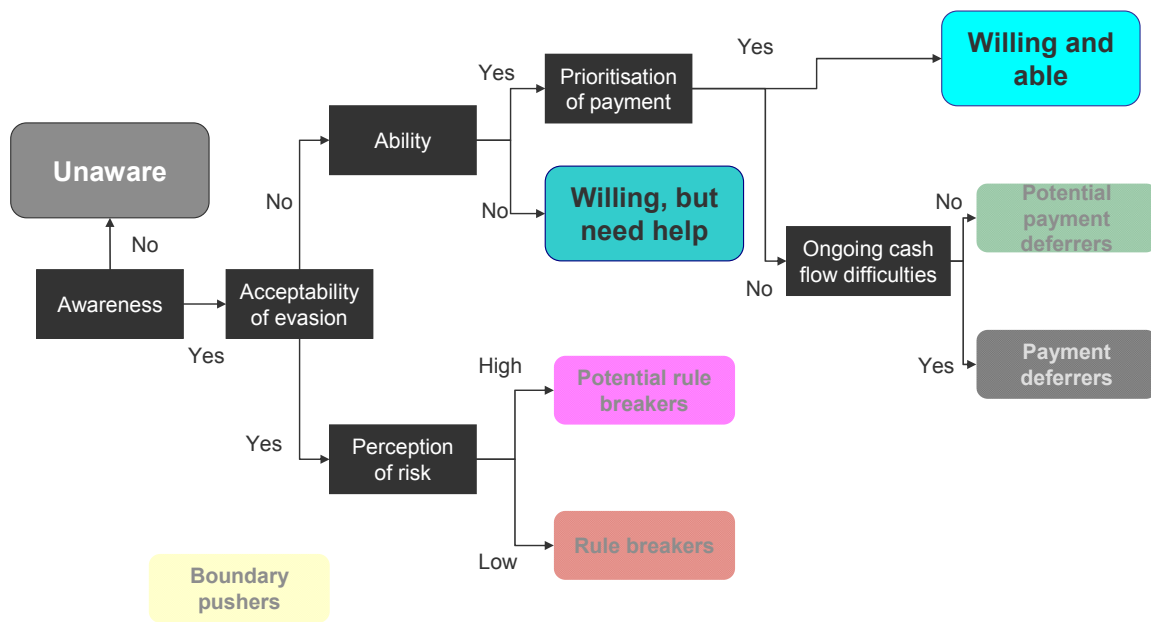 Yes
Willing and
able
Prioritisation
of payment
Yes
Ability
Unaware
Willing, but
need help
No
No
No
Potential
payment
deferrers
No
Ongoing cash
flow difficulties
No
Awareness
Acceptability
of evasion
Yes
High
Potential rule
breakers
Yes
Payment
deferrers
Yes
Perception
of risk
Low
Rule breakers
Boundary
pushers